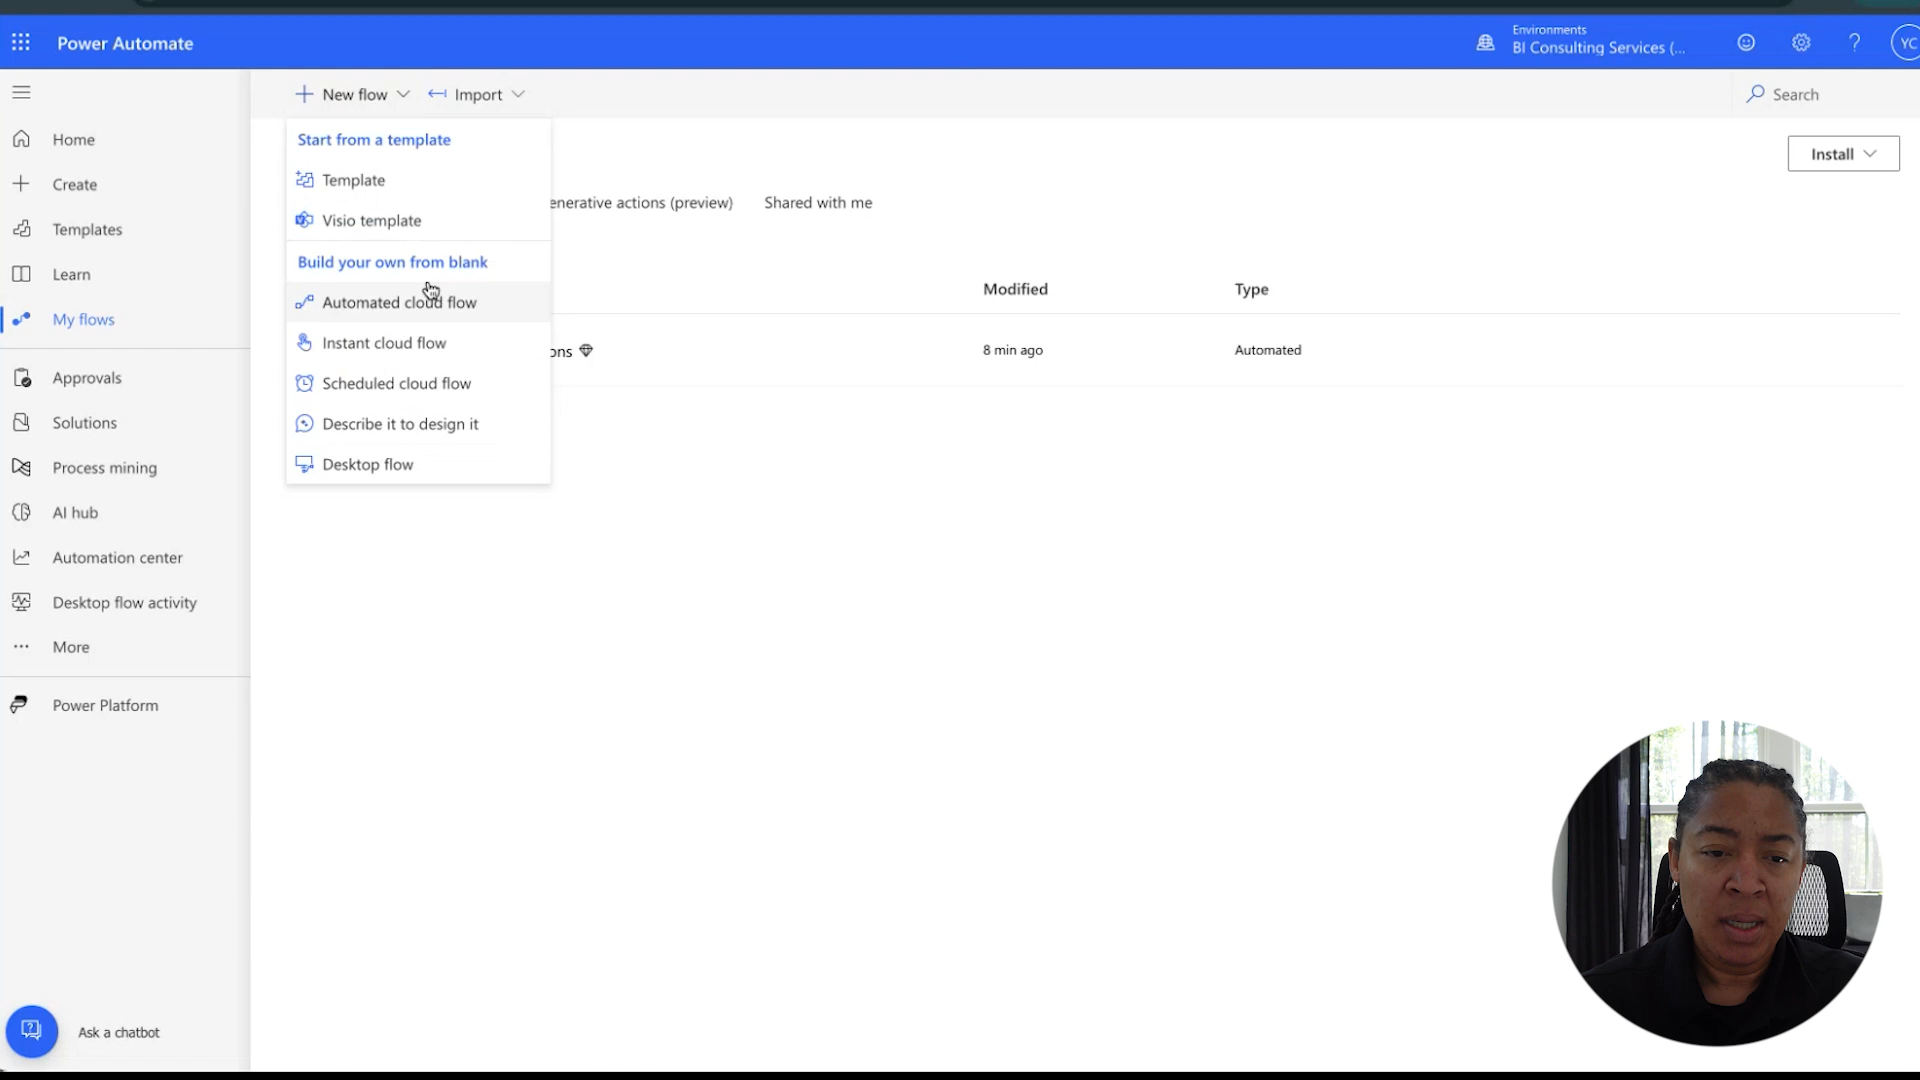 Power Automate
Environments
BI Consulting Services (...
YC
New flow
Import
Search
Home
Create
Templates
Learn
My flows
Approvals
Solutions
Process mining
AI hub
Automation center
Desktop flow activity
More
Power Platform
Ask a chatbot
Start from a template
Template
Visio template
Build your own from blank
Automated cloud flow
Instant cloud flow
Scheduled cloud flow
Describe it to design it
Desktop flow
Install
enerative actions (preview) Shared with me
Modified Type
ons 8 min ago Automated